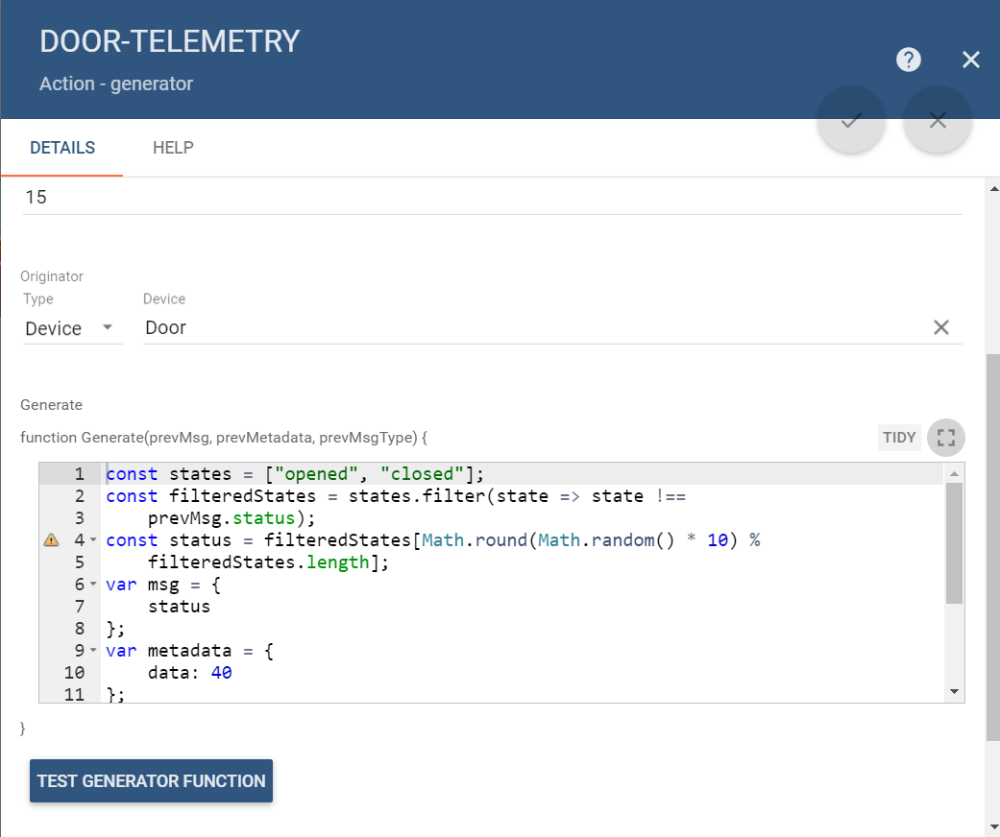 DOOR-TELEMETRY
Action - generator
DETAILS HELP
15
Originator
Type Device
Device Door
Generate
function Generate(prevMsg, prevMetadata, prevMsgType) { TIDY
1 const states = ["opened", "closed"];
2 const filteredStates = states.filter(state => state !==
3 prevMsg.status);
4 const status = filteredStates[Math.round(Math.random() * 10) %
5 filteredStates.length];
6 var msg = {
7 status
8 };
9 var metadata = {
10 data: 40
11 };
}
TEST GENERATOR FUNCTION